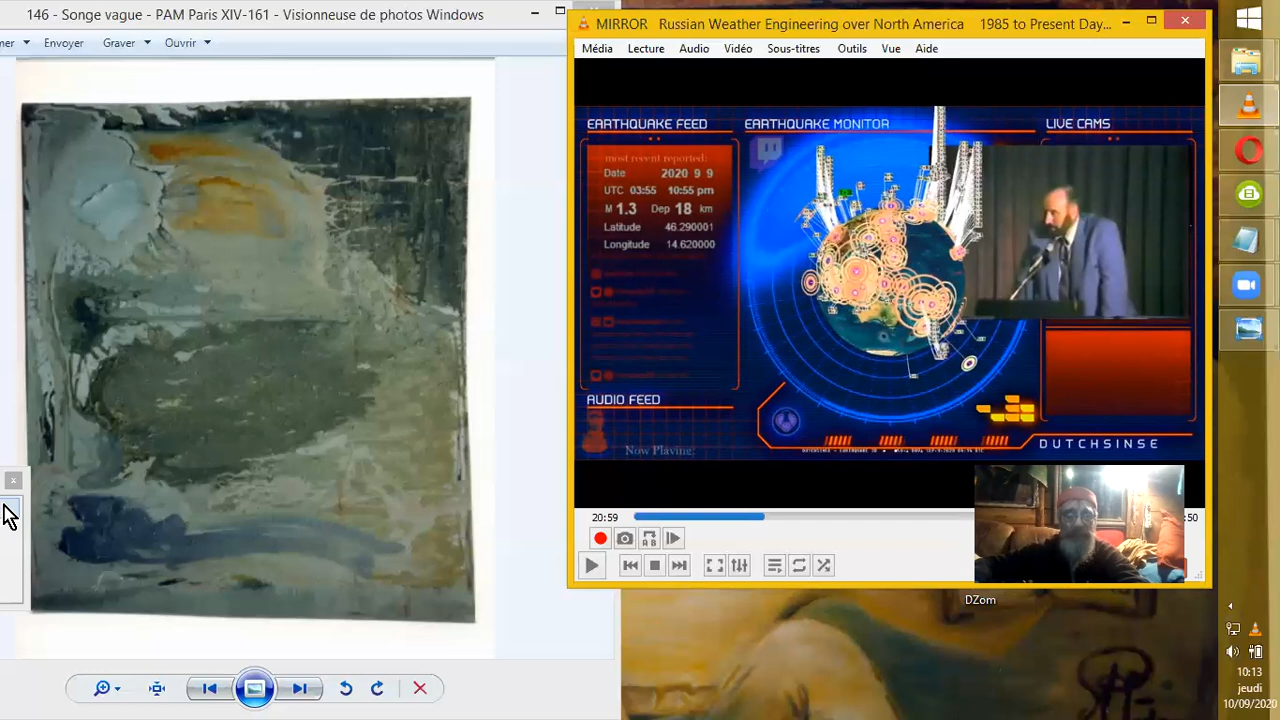 146 - Songe vague - PAM Paris XIV-161 - Visionneuse de photos Windows
Envoyer Graver Ouvrir
MIRROR Russian Weather Engineering over North America 1985 to Present Day...
Média Lecture Audio Vidéo Sous-titres Outils Vue Aide
EARTHQUAKE FEED
most recent reported:
Date 2020 9 9
UTC 03:55 10:55 pm
M 1.3 Dep 18 km
Latitude 46.290001
Longitude 14.620000
AUDIO FEED
Now Playing:
EARTHQUAKE MONITOR
LIVE CAMS
DUTCHSINSE
20:59
:50
DZom
10:13
jeudi
10/09/2020